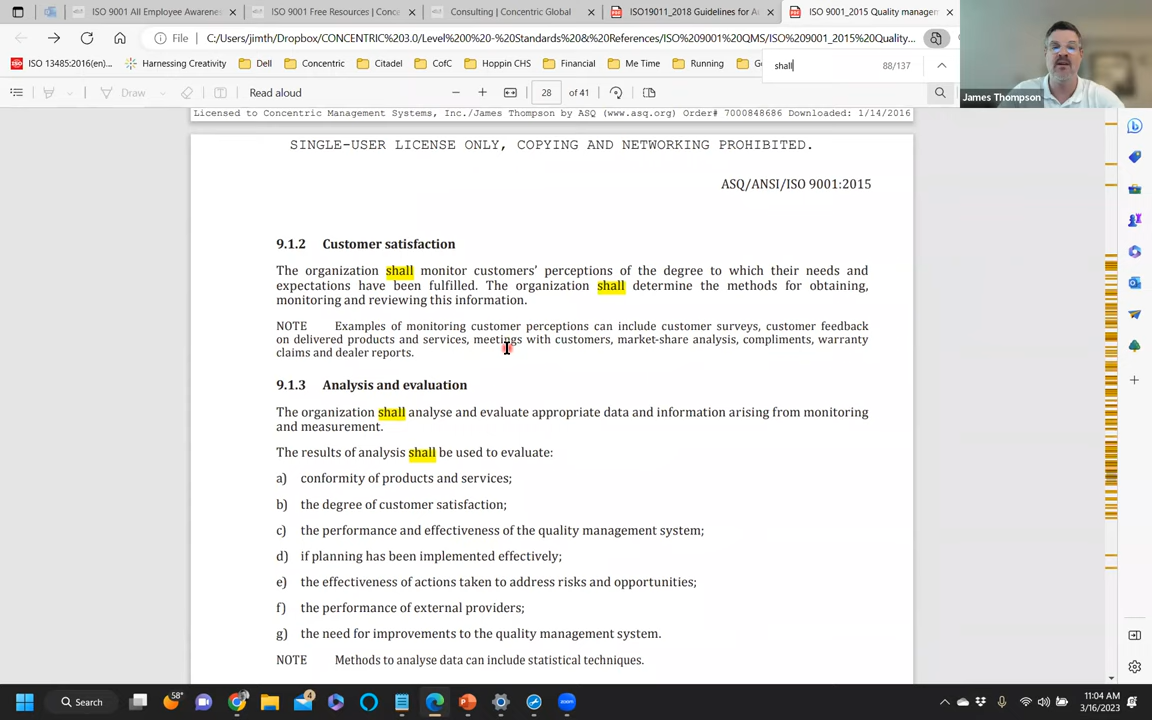 ISO 9001 All Employee Awarene
ISO 9001 Free Resources | Conce
Consulting | Concentric Global
ISO19011_2018 Guidelines for A
ISO 9001_2015 Quality managem
File
C:/Users/jimth/Dropbox/CONCENTRIC%203.0/Level%200%20-%20Standards%20&%20References/ISO%209001%20QMS/ISO%209001_2015%20Quality...
ISO 13485:2016(en)...
Harnessing Creativity
Dell
Concentric
Citadel
CofC
Hoppin CHS
Financial
Me Time
Running
shall
88/137
Draw
Read aloud
28
of 41
James Thompson
Licensed to Concentric Management Systems, Inc./James Thompson by ASQ (www.asq.org) Order# 7000848686 Downloaded: 1/14/2016
SINGLE-USER LICENSE ONLY, COPYING AND NETWORKING PROHIBITED.
ASQ/ANSI/ISO 9001:2015
9.1.2 Customer satisfaction
The organization shall monitor customers' perceptions of the degree to which their needs and
expectations have been fulfilled. The organization shall determine the methods for obtaining,
monitoring and reviewing this information.
NOTE Examples of monitoring customer perceptions can include customer surveys, customer feedback
on delivered products and services, meetings with customers, market-share analysis, compliments, warranty
claims and dealer reports.
9.1.3 Analysis and evaluation
The organization shall analyse and evaluate appropriate data and information arising from monitoring
and measurement.
The results of analysis shall be used to evaluate:
a) conformity of products and services;
b) the degree of customer satisfaction;
c) the performance and effectiveness of the quality management system;
d) if planning has been implemented effectively;
e) the effectiveness of actions taken to address risks and opportunities;
f) the performance of external providers;
g) the need for improvements to the quality management system.
NOTE Methods to analyse data can include statistical techniques.
Search
58°
4
11:04 AM
3/16/2023